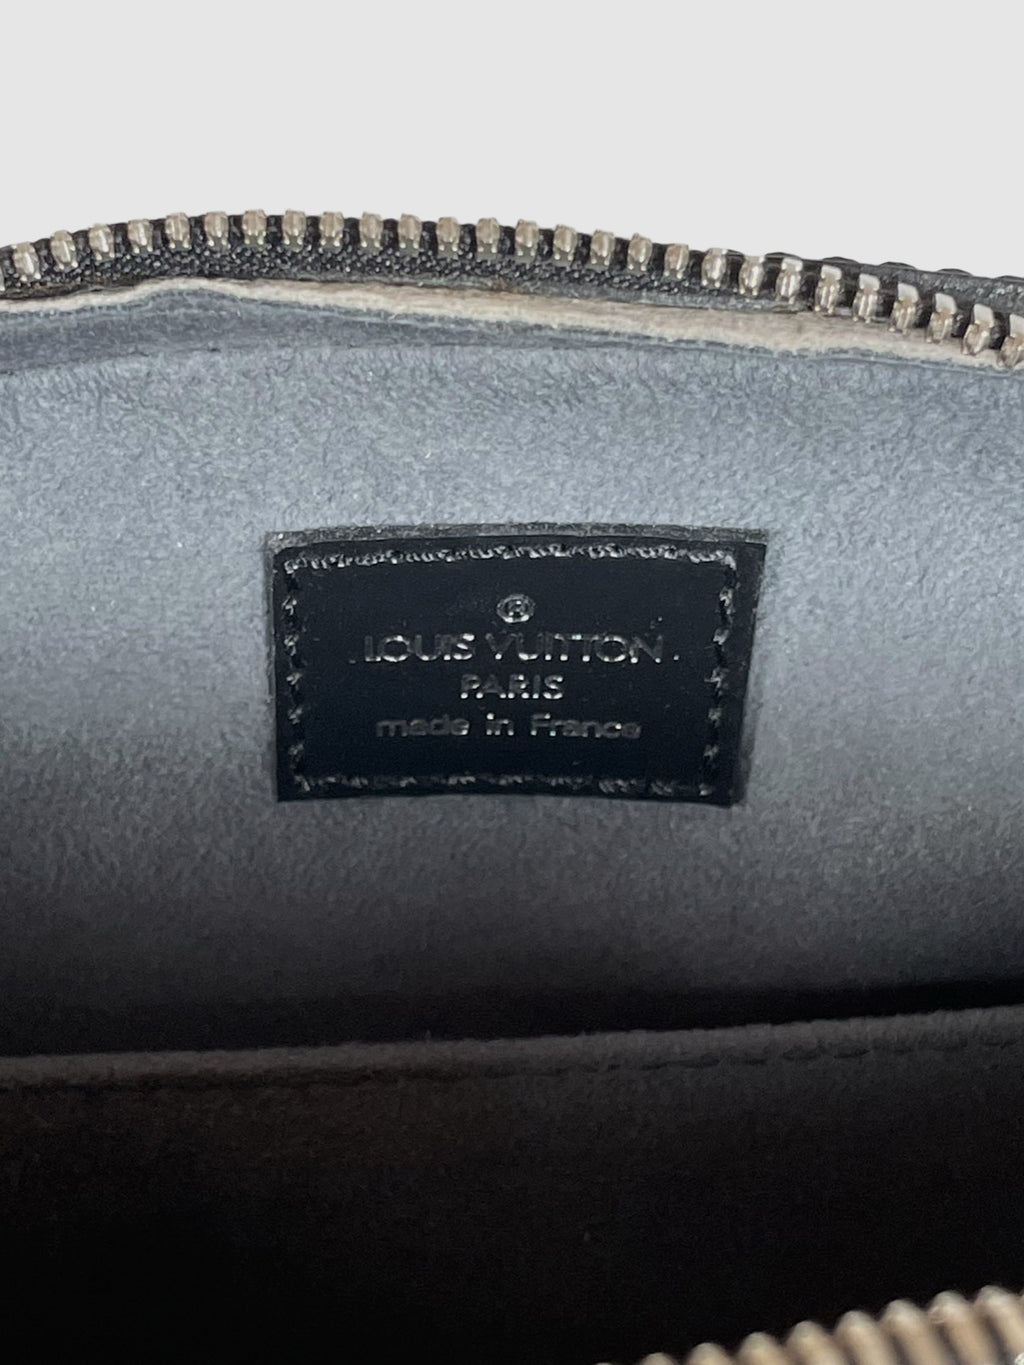 ®
.LOUIS VUITTON.
PARIS
made in France